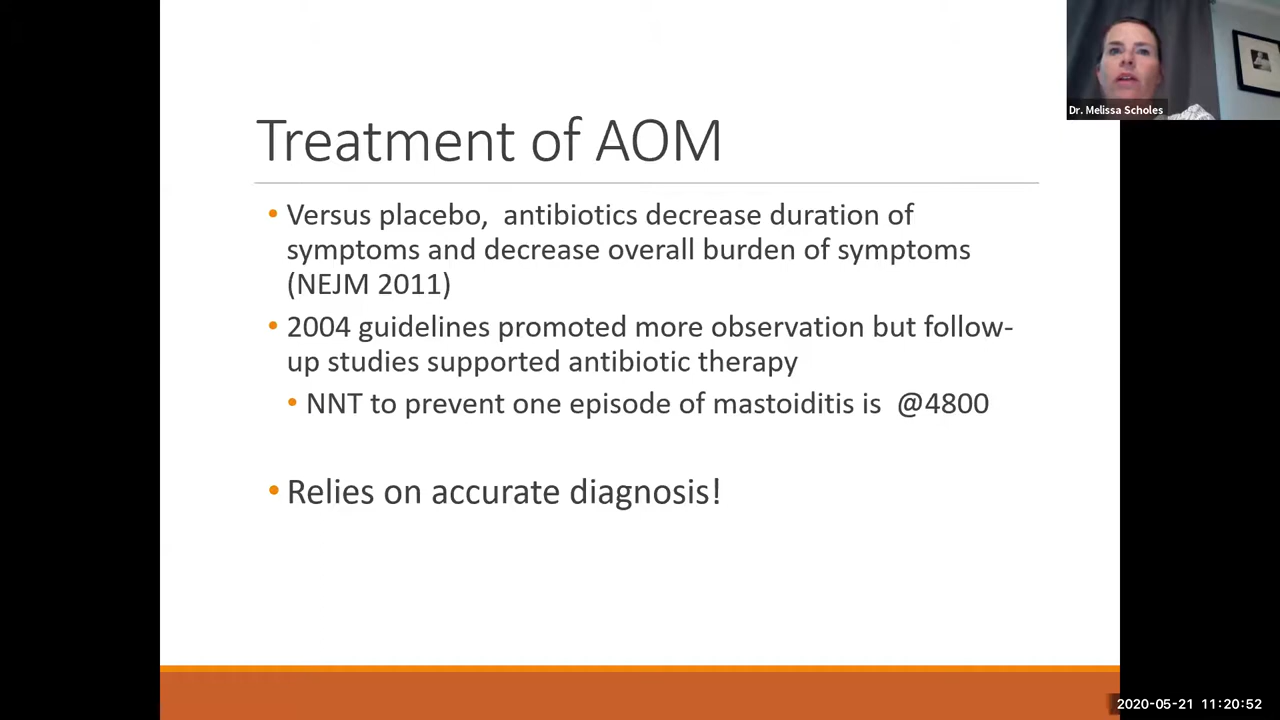 Dr. Melissa Scholes
Treatment of AOM
• Versus placebo,  antibiotics decrease duration of
symptoms and decrease overall burden of symptoms
(NEJM 2011)
• 2004 guidelines promoted more observation but follow-
up studies supported antibiotic therapy
• NNT to prevent one episode of mastoiditis is  @4800
• Relies on accurate diagnosis!
2020-05-21 11:20:52